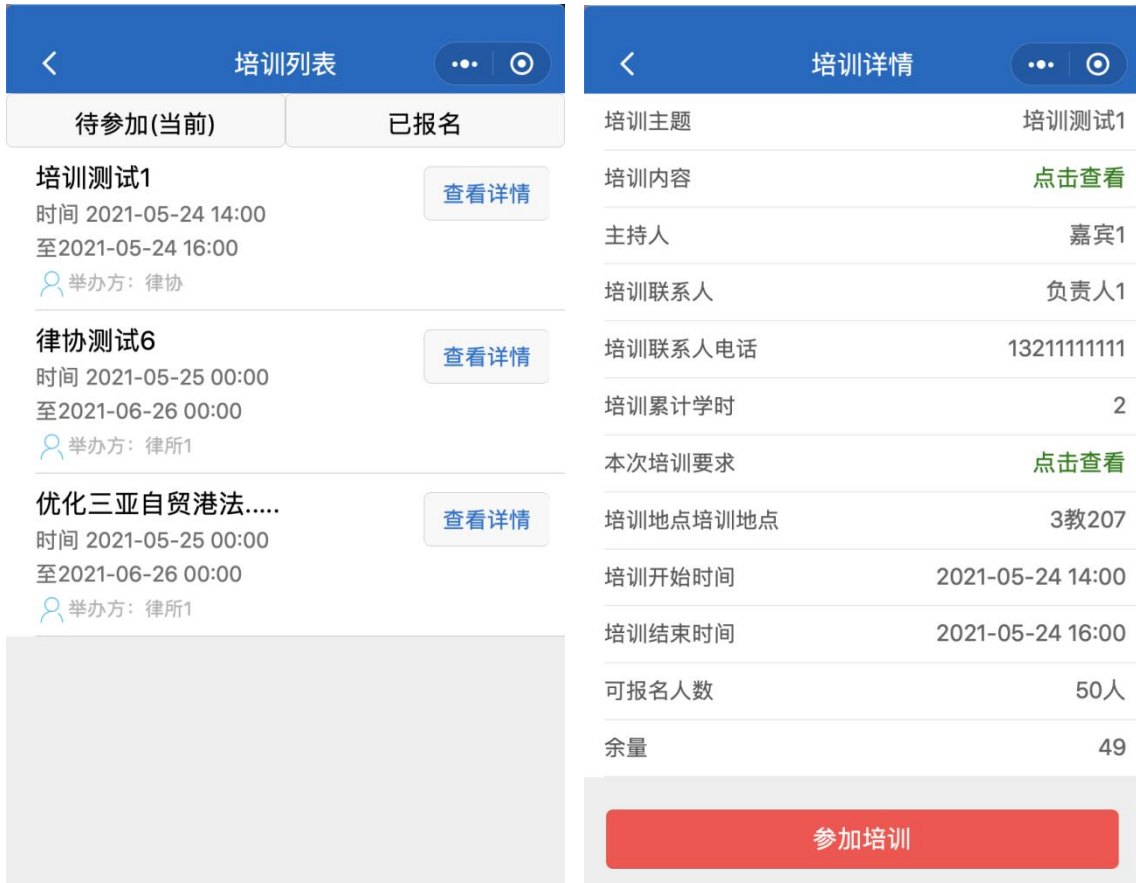 培训列表
待参加(当前)
已报名
培训测试1
查看详情
时间 2021-05-24 14:00
至2021-05-24 16:00
举办方：律协
律协测试6
查看详情
时间 2021-05-25 00:00
至2021-06-26 00:00
举办方：律所1
优化三亚自贸港法.....
查看详情
时间 2021-05-25 00:00
至2021-06-26 00:00
举办方：律所1
培训详情
培训主题 培训测试1
培训内容 点击查看
主持人 嘉宾1
培训联系人 负责人1
培训联系人电话 13211111111
培训累计学时 2
本次培训要求 点击查看
培训地点培训地点 3教207
培训开始时间 2021-05-24 14:00
培训结束时间 2021-05-24 16:00
可报名人数 50人
余量 49
参加培训